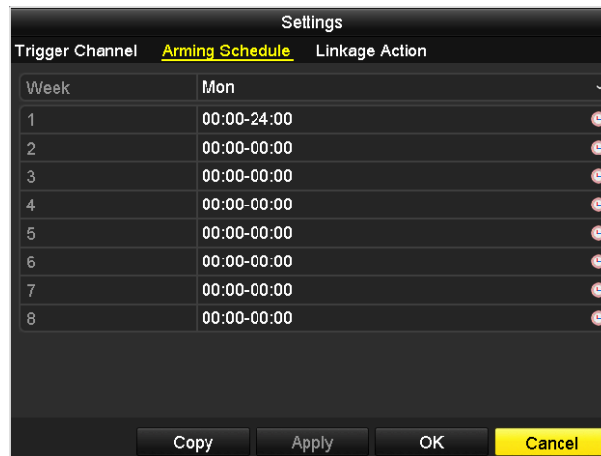 Settings
Trigger Channel Arming Schedule Linkage Action
Week Mon
1 00:00-24:00
2 00:00-00:00
3 00:00-00:00
4 00:00-00:00
5 00:00-00:00
6 00:00-00:00
7 00:00-00:00
8 00:00-00:00
Copy Apply OK Cancel